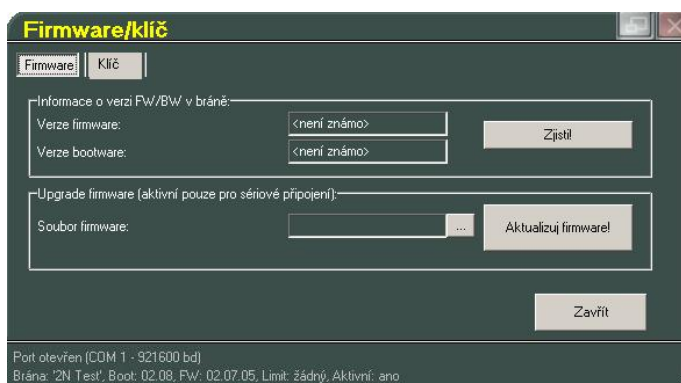 Firmware/klíč
Firmware Klíč
Informace o verzi FW/BW v bráně:
Verze firmware: <není známo> Zjisti!
Verze bootware: <není známo>
Upgrade firmware (aktivní pouze pro sériové připojení):
Soubor firmware: ... Aktualizuj firmware!
Zavřít
Port otevřen (COM 1 - 921600 bd)
Brána: '2N Test', Boot: 02.08, FW: 02.07.05, Limit: žádný, Aktivní: ano